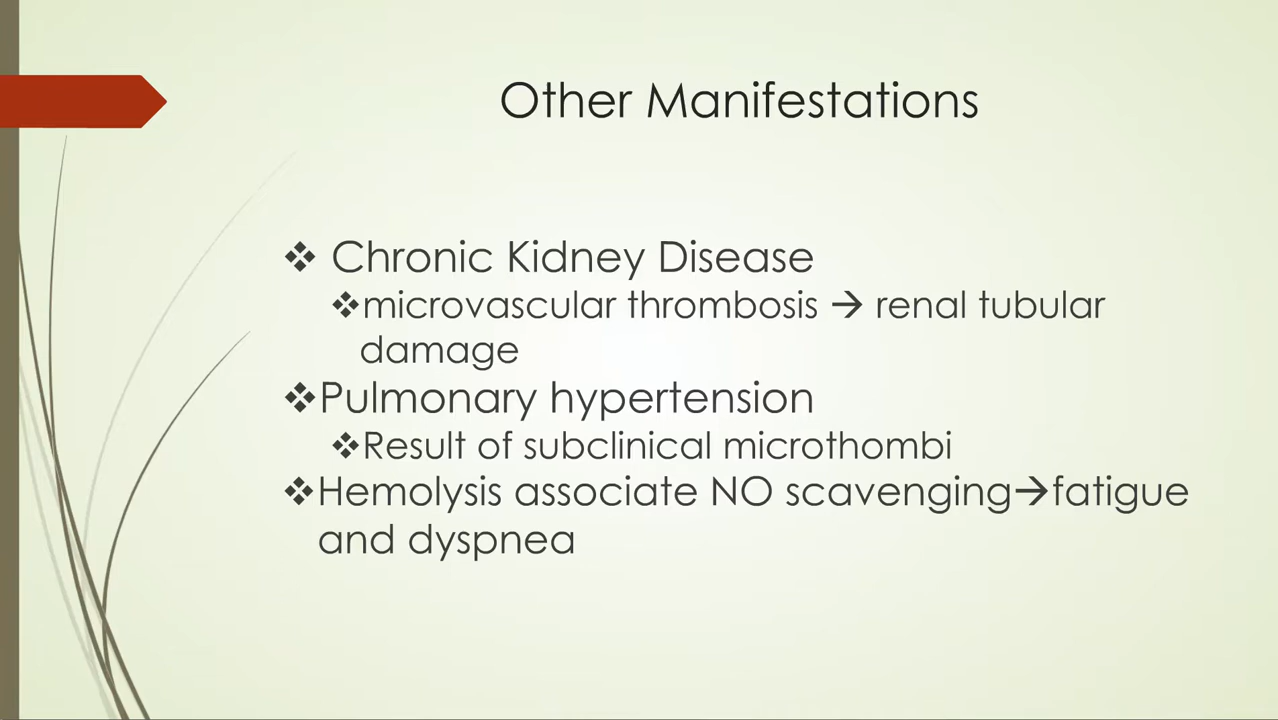 Other Manifestations
❖ Chronic Kidney Disease
❖microvascular thrombosis → renal tubular
damage
❖Pulmonary hypertension
❖Result of subclinical microthombi
❖Hemolysis associate NO scavenging→fatigue
and dyspnea